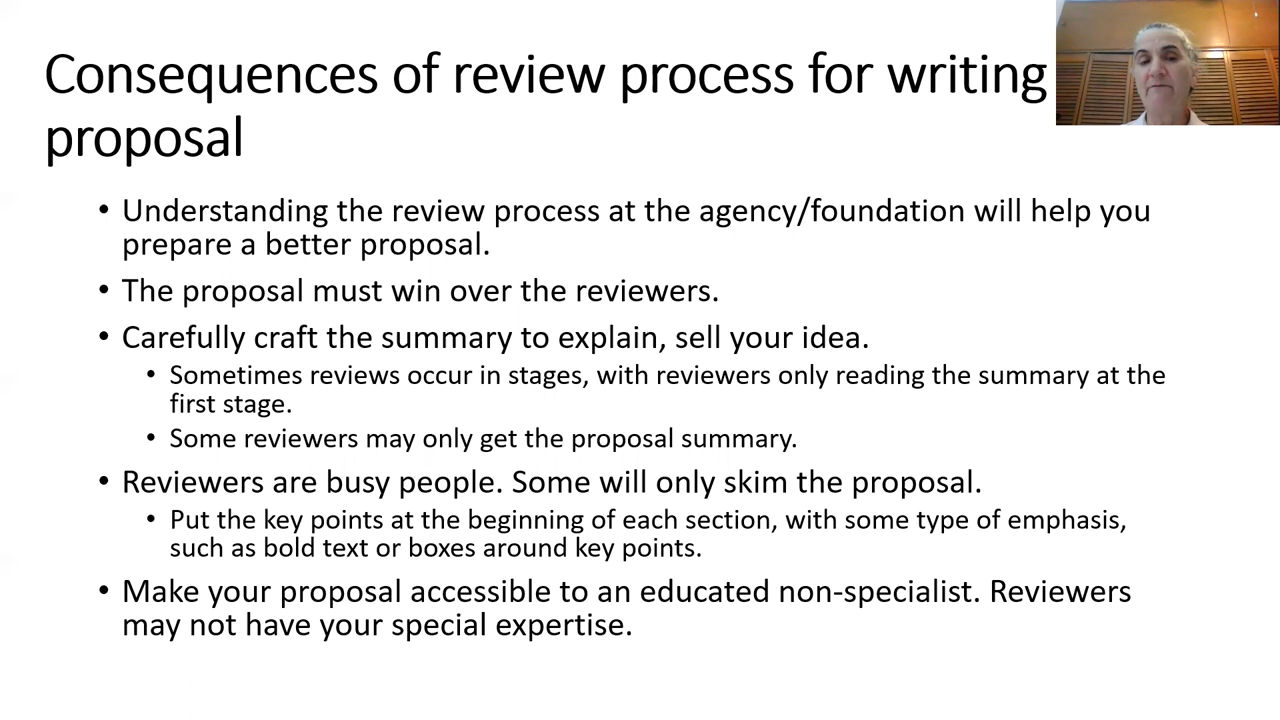 Consequences of review process for writing
proposal
• Understanding the review process at the agency/foundation will help you
prepare a better proposal.
• The proposal must win over the reviewers.
• Carefully craft the summary to explain, sell your idea.
• Sometimes reviews occur in stages, with reviewers only reading the summary at the
first stage.
• Some reviewers may only get the proposal summary.
• Reviewers are busy people. Some will only skim the proposal.
• Put the key points at the beginning of each section, with some type of emphasis,
such as bold text or boxes around key points.
• Make your proposal accessible to an educated non-specialist. Reviewers
may not have your special expertise.